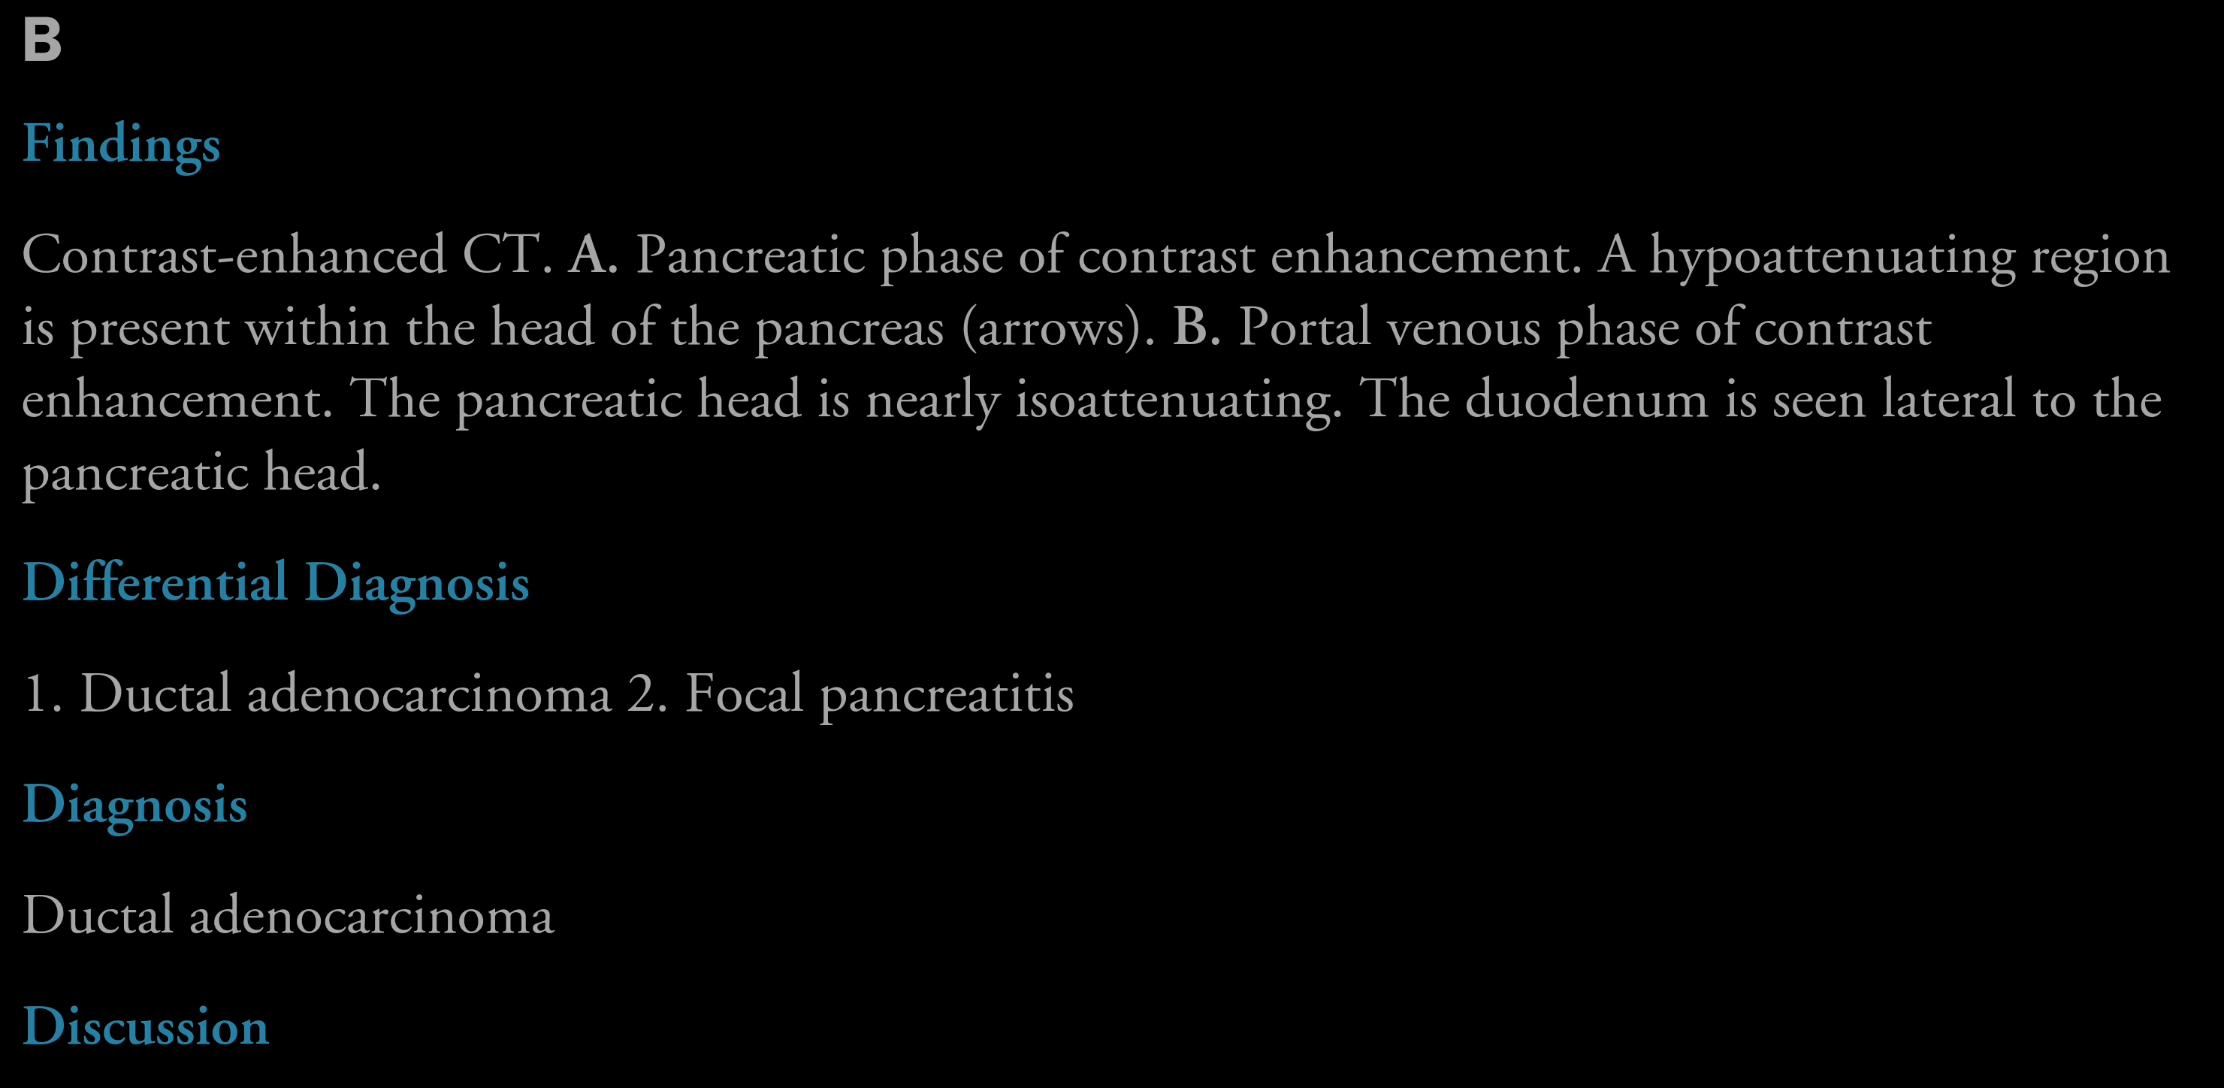 B
Findings
Contrast-enhanced CT. A. Pancreatic phase of contrast enhancement. A hypoattenuating region
is present within the head of the pancreas (arrows). B. Portal venous phase of contrast
enhancement. The pancreatic head is nearly isoattenuating. The duodenum is seen lateral to the
pancreatic head.
Differential Diagnosis
1. Ductal adenocarcinoma 2. Focal pancreatitis
Diagnosis
Ductal adenocarcinoma
Discussion